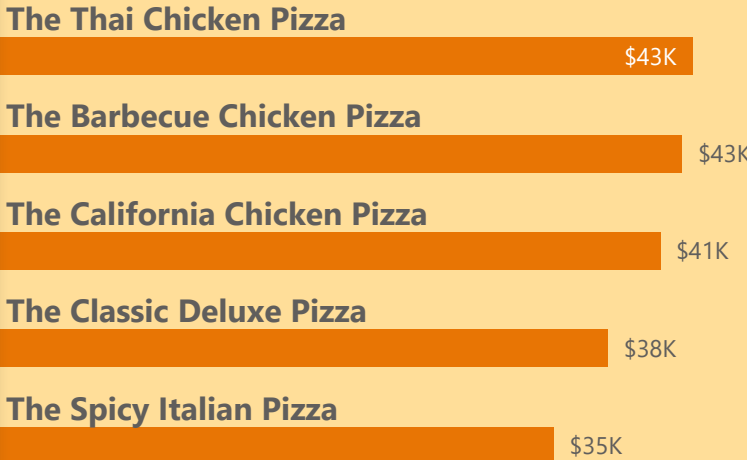 The Thai Chicken Pizza
$43K
The Barbecue Chicken Pizza
$43K
The California Chicken Pizza
$41K
The Classic Deluxe Pizza
$38K
The Spicy Italian Pizza
$35K